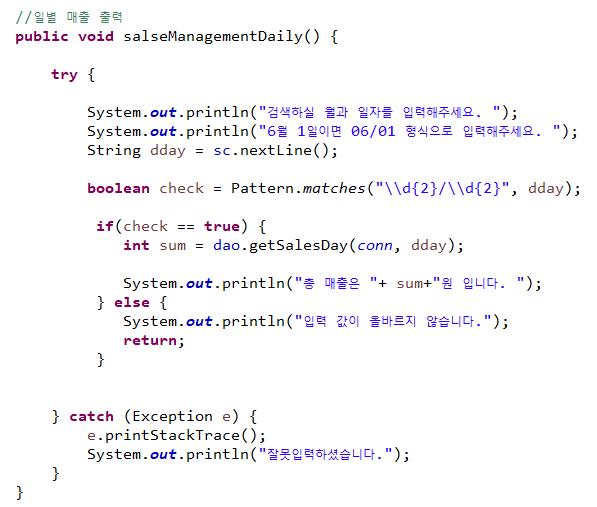 //일별 매출 출력
public void salseManagementDaily() {
try {
System.out.println("검색하실 월과 일자를 입력해주세요. ");
System.out.println("6월 1일이면 06/01 형식으로 입력해주세요. ");
String dday = sc.nextLine();
boolean check = Pattern.matches("\\d{2}/\\d{2}", dday);
if(check == true) {
int sum = dao.getSalesDay(conn, dday);
System.out.println("총 매출은 "+ sum+"원 입니다. ");
} else {
System.out.println("입력 값이 올바르지 않습니다.");
return;
}
} catch (Exception e) {
e.printStackTrace();
System.out.println("잘못입력하셨습니다.");
}
}